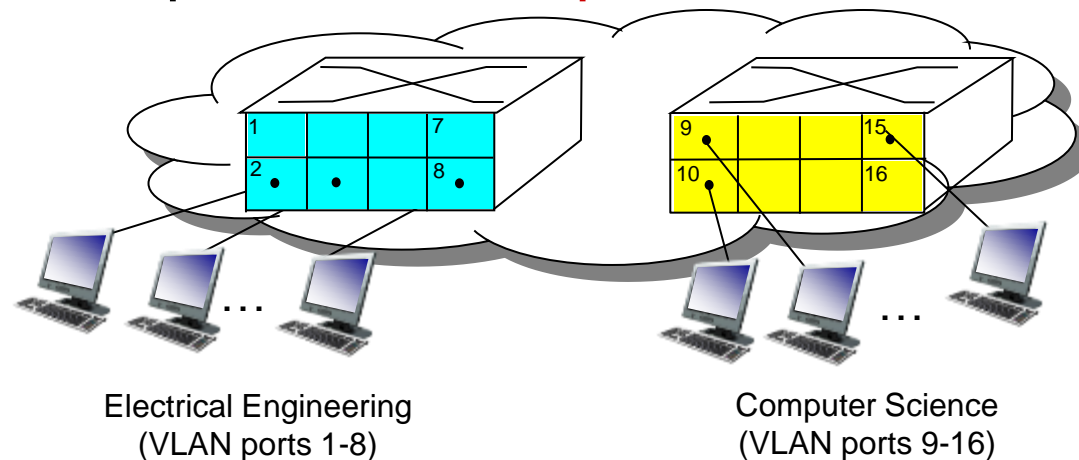 1 7
2 8
9 15
10 16
... ...
Electrical Engineering
(VLAN ports 1-8)
Computer Science
(VLAN ports 9-16)